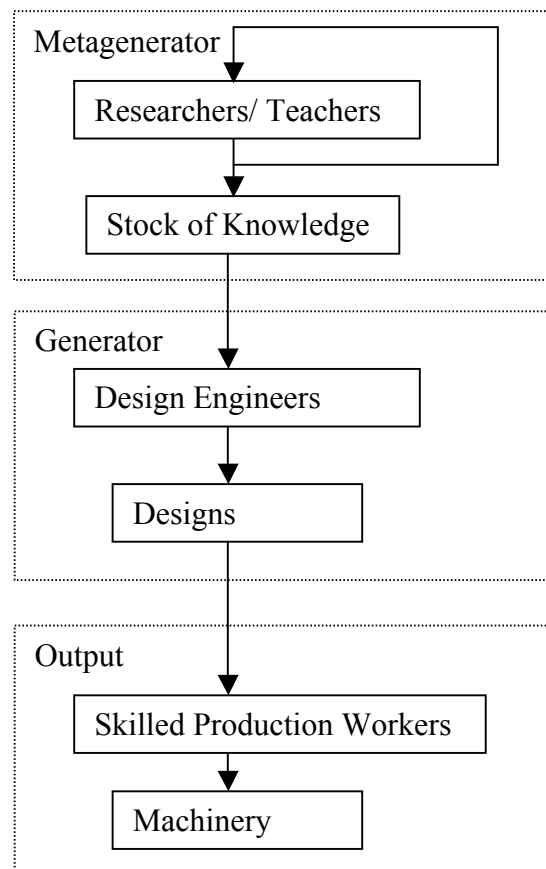 Metagenerator
Researchers/ Teachers
Stock of Knowledge
Generator
Design Engineers
Designs
Output
Skilled Production Workers
Machinery